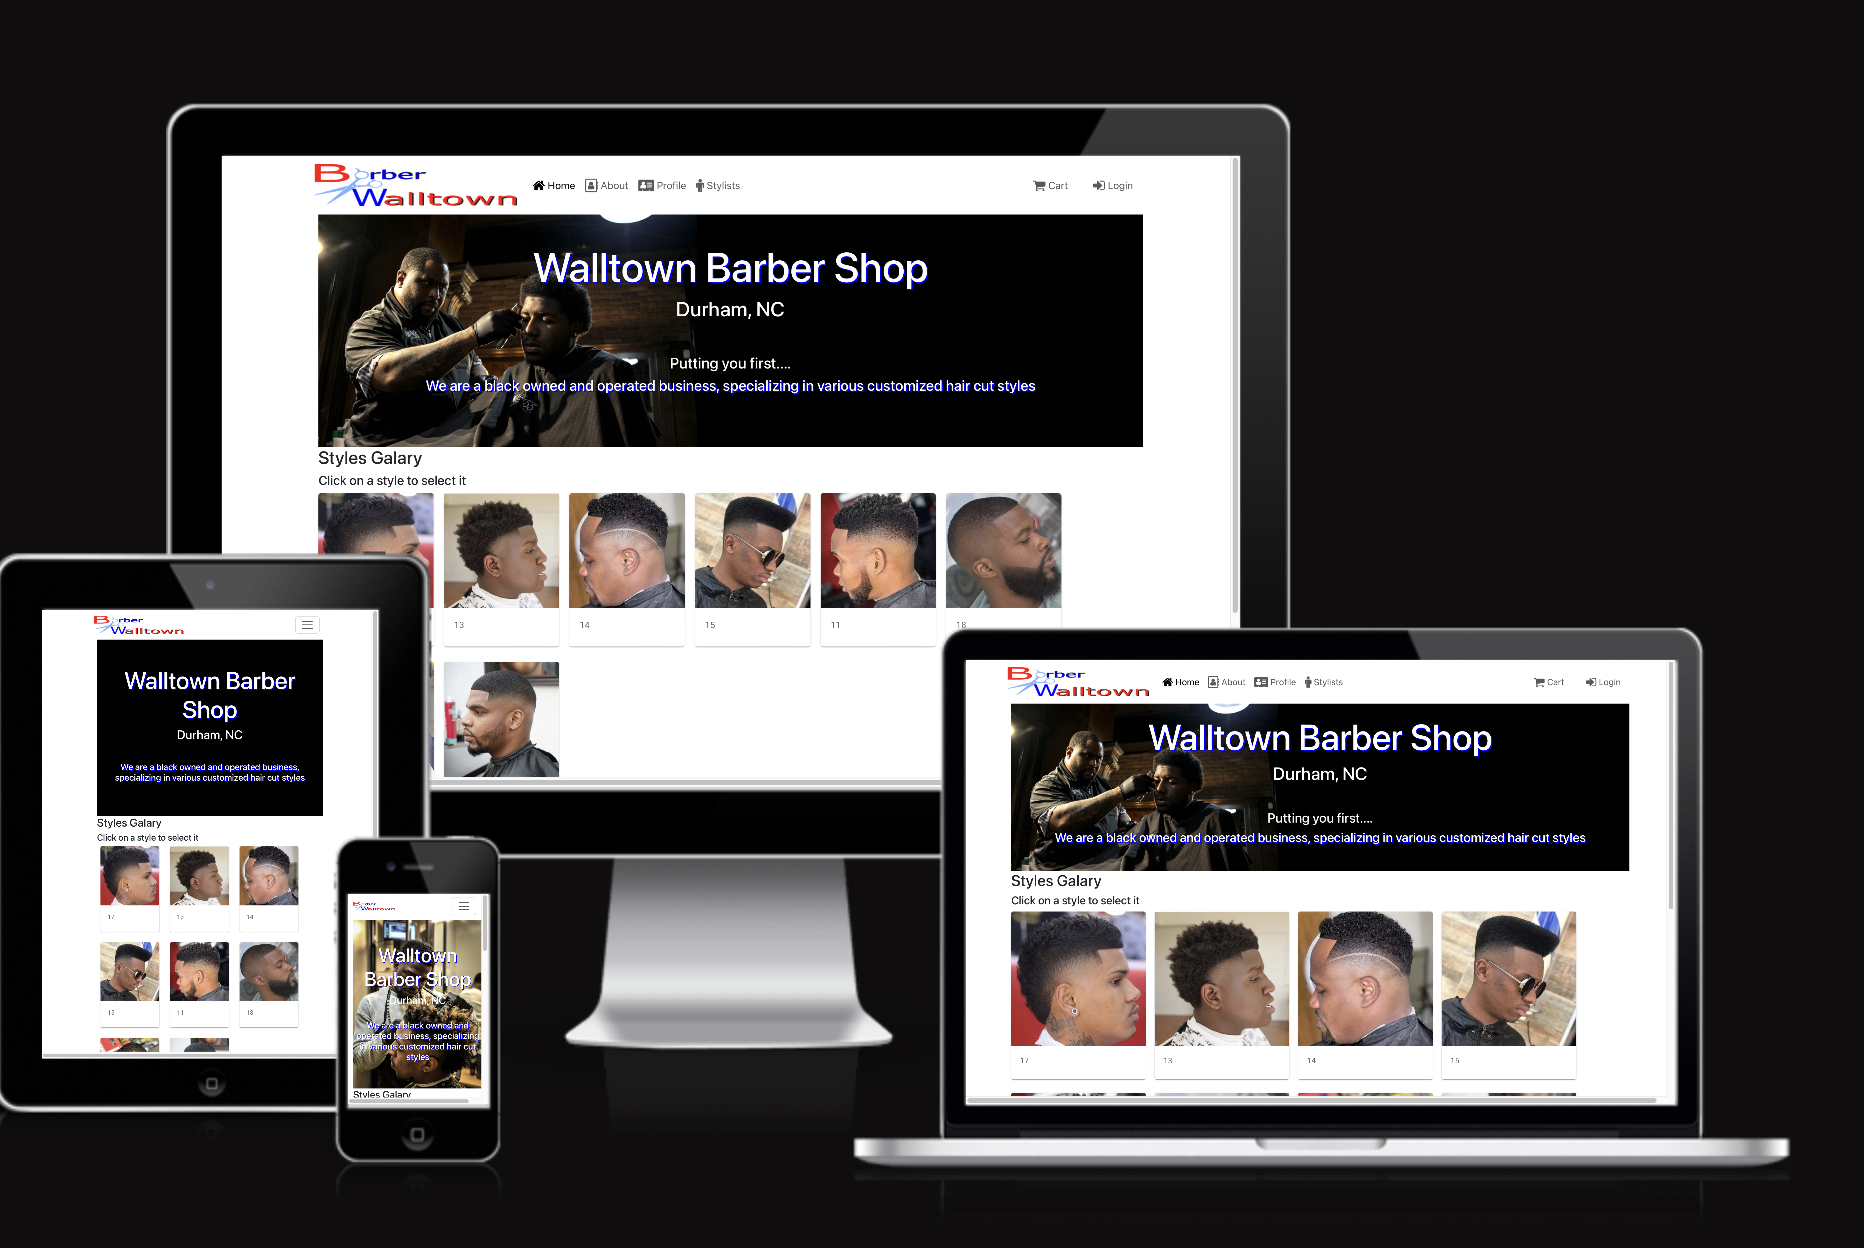 Barber
Walltown
Home About Profile Stylists Cart Login
Walltown Barber Shop
Durham, NC
Putting you first....
We are a black owned and operated business, specializing in various customized hair cut styles
Styles Galary
Click on a style to select it
13 14 15 11 18
Barber
Walltown
Walltown Barber
Shop
Durham, NC
We are a black owned and operated business,
specializing in various customized hair cut styles
Styles Galary
Click on a style to select it
17 13 14
15 11 18
Barber
Walltown
Walltown
Barber Shop
Durham, NC
We are a black owned and
operated business, specializing
in various customized hair cut
styles
Styles Galary
Barber
Walltown
Home About Profile Stylists Cart Login
Walltown Barber Shop
Durham, NC
Putting you first....
We are a black owned and operated business, specializing in various customized hair cut styles
Styles Galary
Click on a style to select it
17 13 14 15